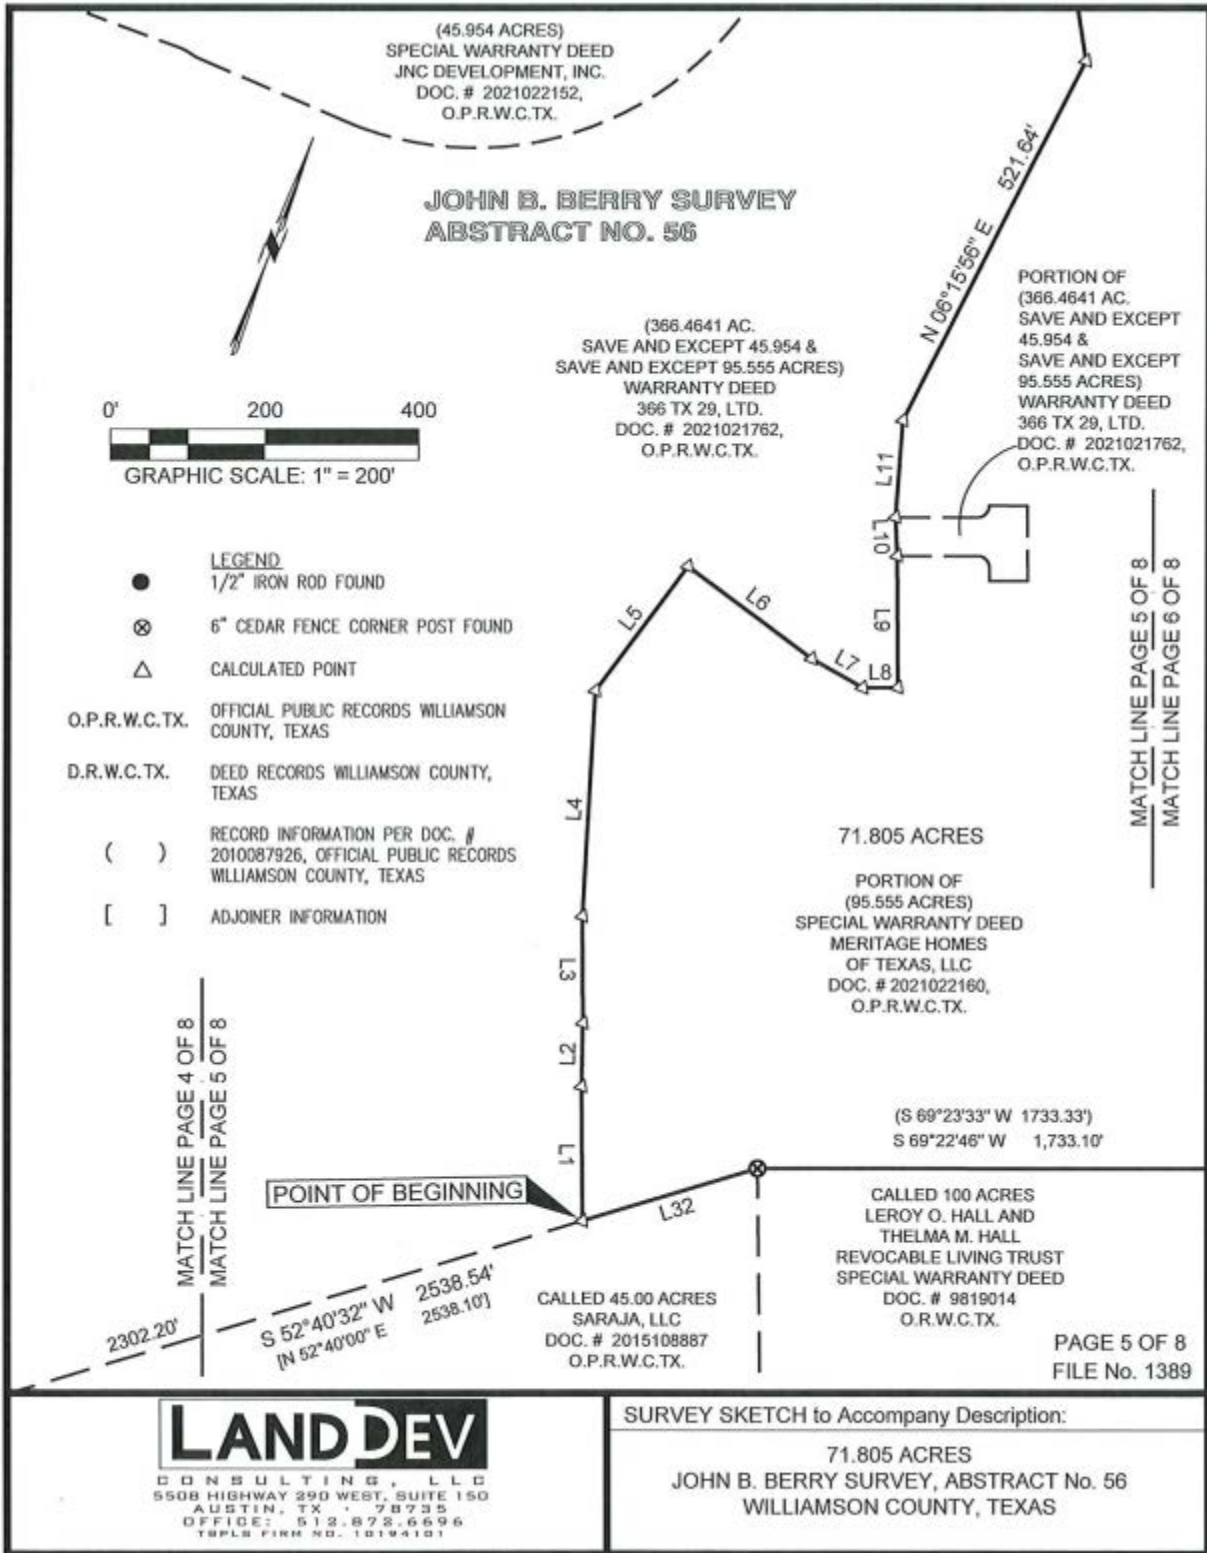 (45.954 ACRES)
SPECIAL WARRANTY DEED
JNC DEVELOPMENT, INC.
DOC. # 2021022152,
O.P.R.W.C.TX.
JOHN B. BERRY SURVEY
ABSTRACT NO. 56
N 06°15'56" E 521.64'
(366.4641 AC.
SAVE AND EXCEPT 45.954 &
SAVE AND EXCEPT 95.555 ACRES)
WARRANTY DEED
366 TX 29, LTD.
DOC. # 2021021762,
O.P.R.W.C.TX.
PORTION OF
(366.4641 AC.
SAVE AND EXCEPT
45.954 &
SAVE AND EXCEPT
95.555 ACRES)
WARRANTY DEED
366 TX 29, LTD.
DOC. # 2021021762,
O.P.R.W.C.TX.
0' 200 400
GRAPHIC SCALE: 1" = 200'
LEGEND
1/2" IRON ROD FOUND
6" CEDAR FENCE CORNER POST FOUND
CALCULATED POINT
O.P.R.W.C.TX. OFFICIAL PUBLIC RECORDS WILLIAMSON
COUNTY, TEXAS
D.R.W.C.TX. DEED RECORDS WILLIAMSON COUNTY,
TEXAS
( ) RECORD INFORMATION PER DOC. #
2010087926, OFFICIAL PUBLIC RECORDS
WILLIAMSON COUNTY, TEXAS
[ ] ADJOINER INFORMATION
L11
L10
L9
L8
L7
L6
L5
L4
L3
L2
L1
L32
MATCH LINE PAGE 5 OF 8
MATCH LINE PAGE 6 OF 8
71.805 ACRES
PORTION OF
(95.555 ACRES)
SPECIAL WARRANTY DEED
MERITAGE HOMES
OF TEXAS, LLC
DOC. # 2021022160,
O.P.R.W.C.TX.
MATCH LINE PAGE 4 OF 8
MATCH LINE PAGE 5 OF 8
(S 69°23'33" W 1733.33')
S 69°22'46" W 1,733.10'
POINT OF BEGINNING
2302.20'
S 52°40'32" W 2538.54'
[N 52°40'00" E 2538.10']
CALLED 45.00 ACRES
SARAJA, LLC
DOC. # 2015108887
O.P.R.W.C.TX.
CALLED 100 ACRES
LEROY O. HALL AND
THELMA M. HALL
REVOCABLE LIVING TRUST
SPECIAL WARRANTY DEED
DOC. # 9819014
O.R.W.C.TX.
PAGE 5 OF 8
FILE No. 1389
LANDDEV
CONSULTING, LLC
5508 HIGHWAY 290 WEST, SUITE 150
AUSTIN, TX · 78735
OFFICE: 512.872.6696
TBPLS FIRM NO. 10194101
SURVEY SKETCH to Accompany Description:
71.805 ACRES
JOHN B. BERRY SURVEY, ABSTRACT No. 56
WILLIAMSON COUNTY, TEXAS